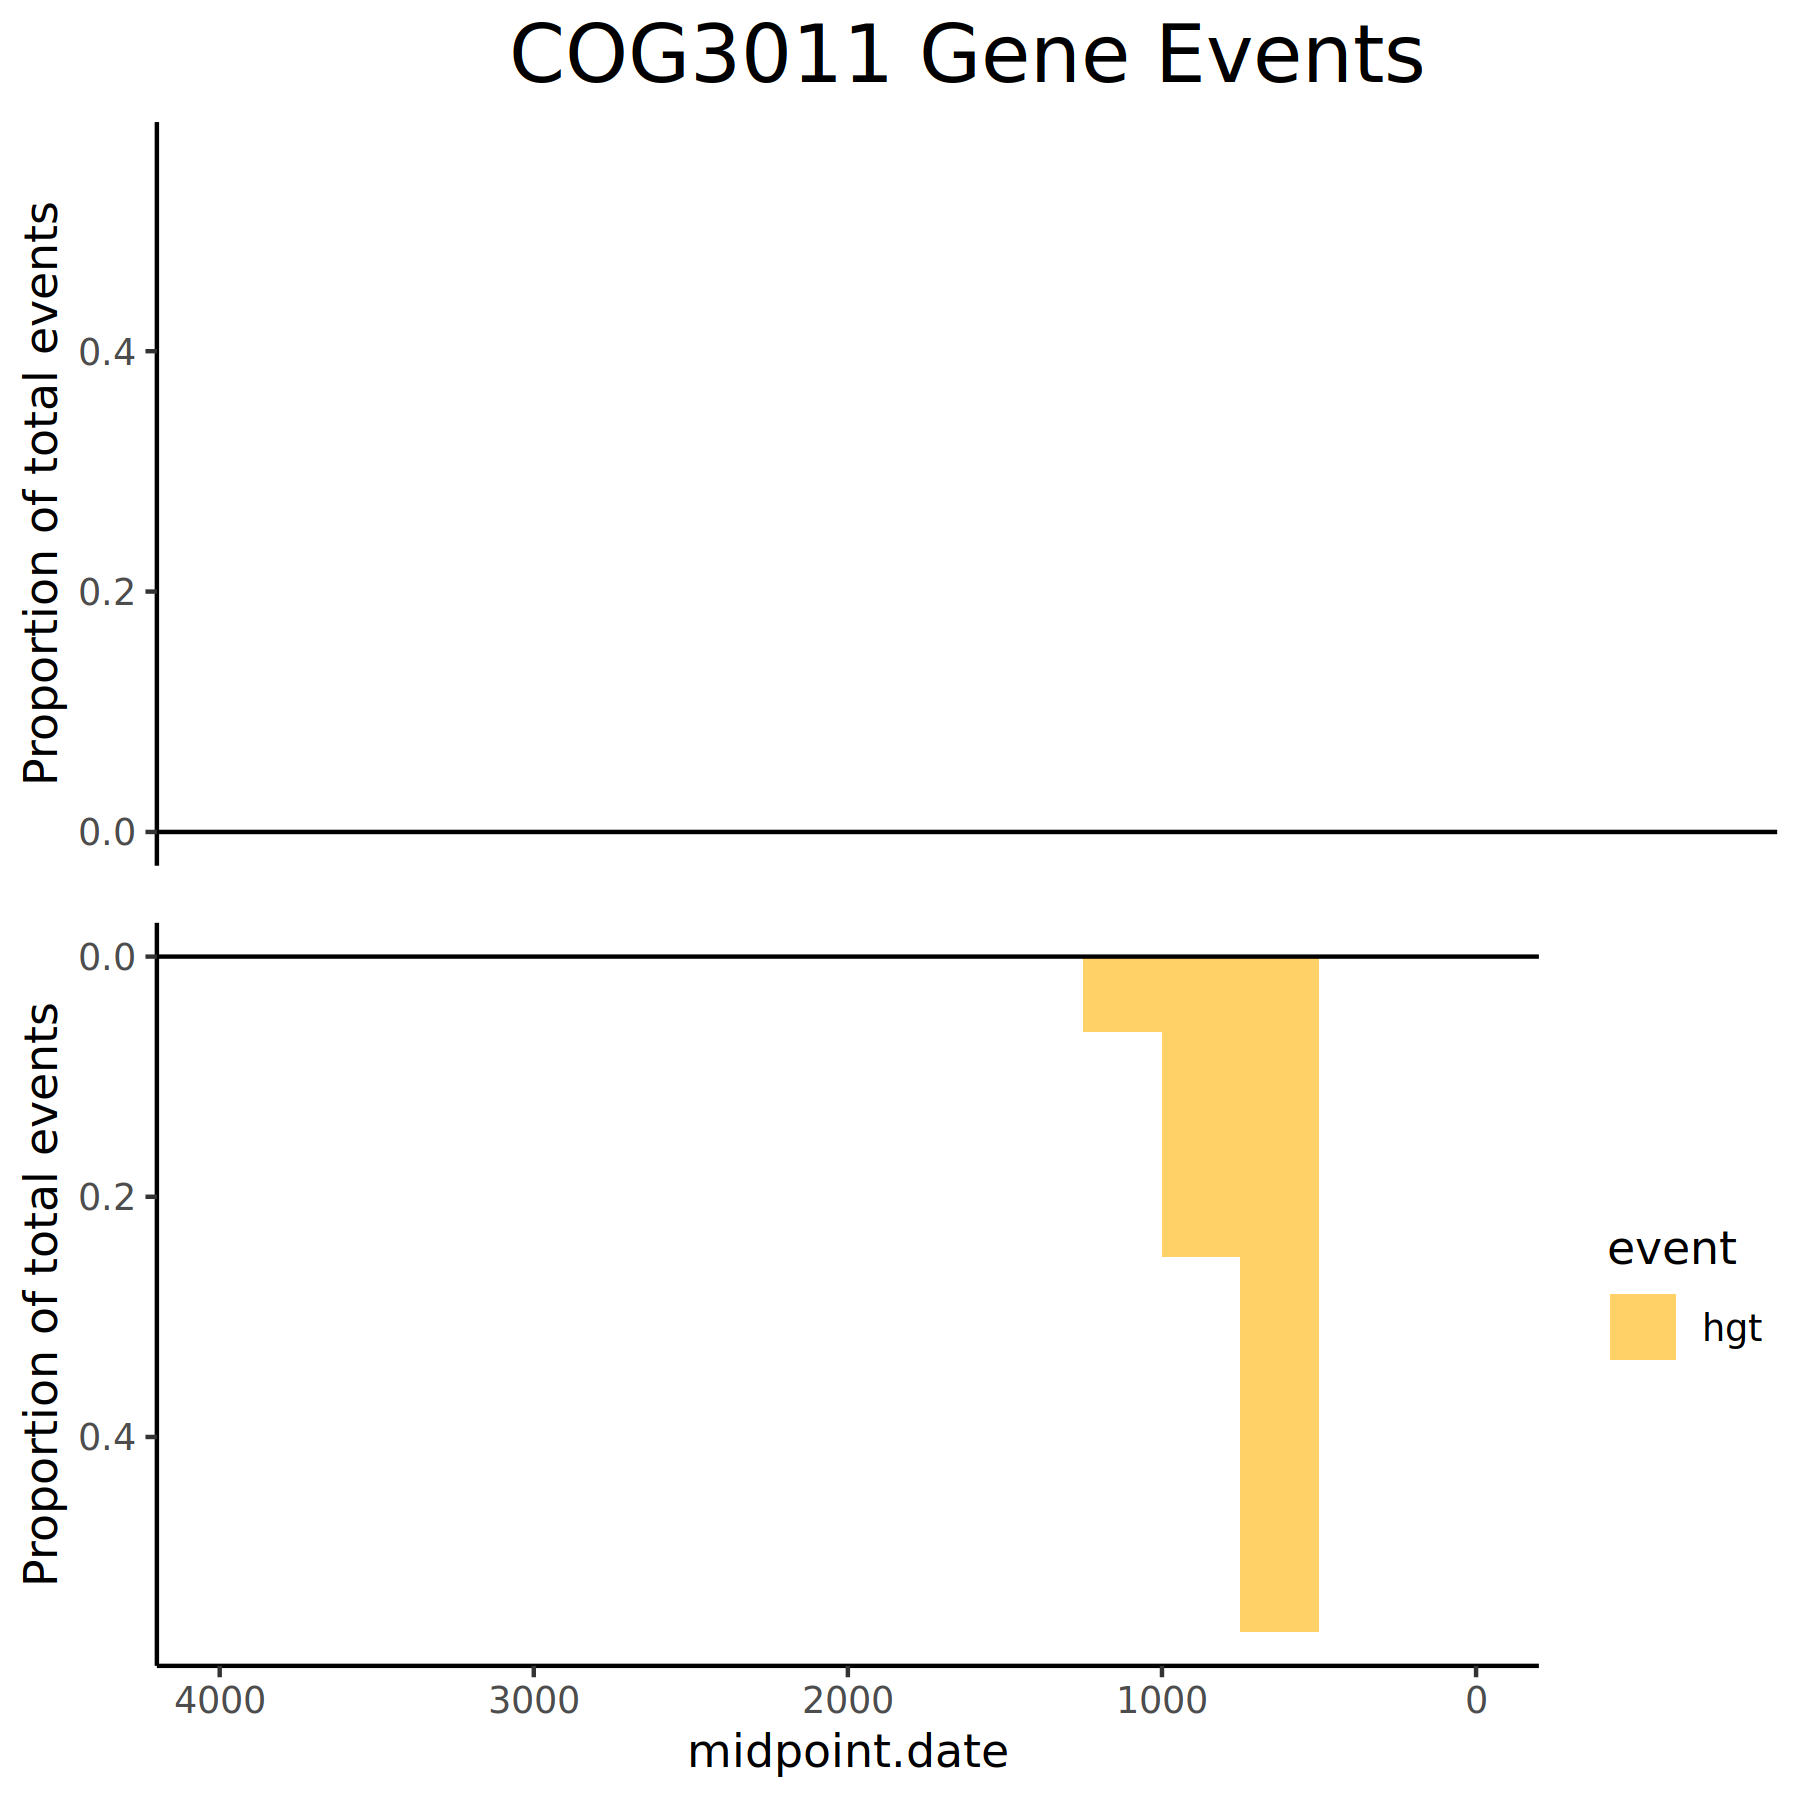 COG3011 Gene Events
Proportion of total events
0.4
0.2
0.0
Proportion of total events
0.0
0.2
0.4
event
hgt
4000 3000 2000 1000 0
midpoint.date